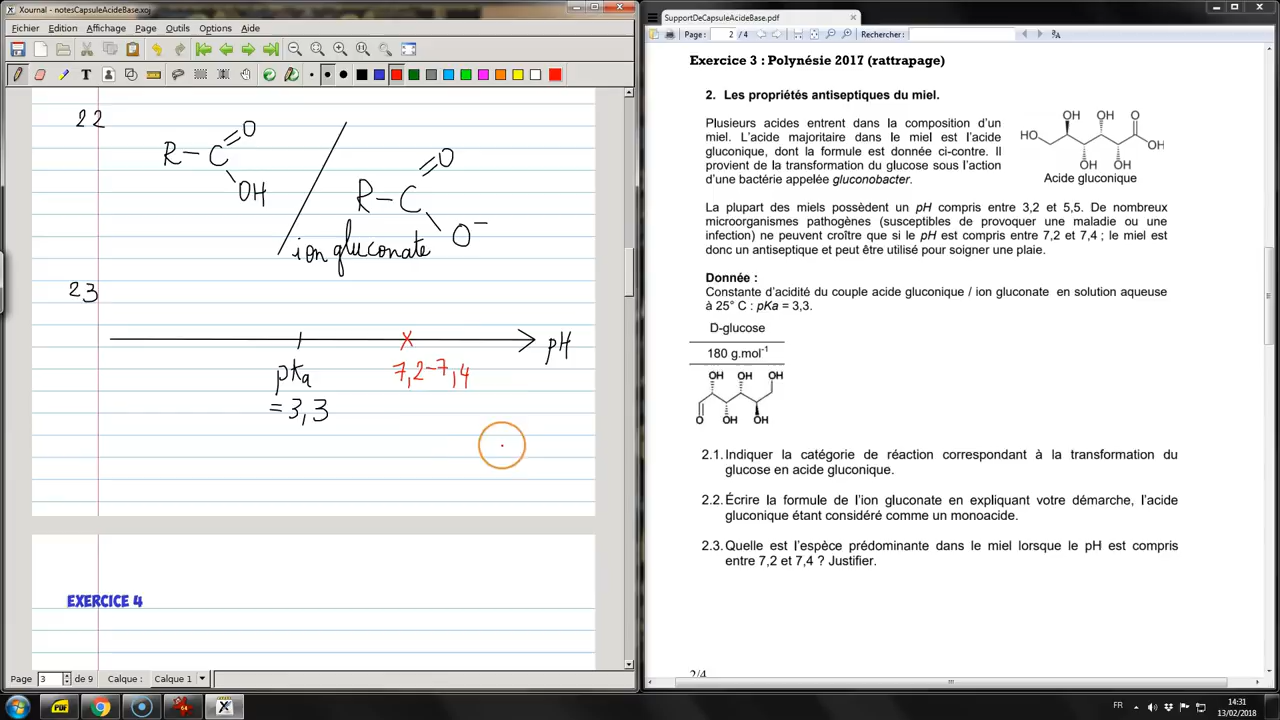 Xournal - notesCapsuleAcideBase.xoj
Fichier Edition Affichage Page Outils Options Aide
22
R-C
O
OH
R-C
O
O⁻
ion gluconate
23
pH
pKa
= 3,3
7,2-7,4
EXERCICE 4
Page 3 de 9 Calque : Calque 1
SupportDeCapsuleAcideBase.pdf
Page: 2 / 4 Rechercher:
Exercice 3 : Polynésie 2017 (rattrapage)
2. Les propriétés antiseptiques du miel.
Plusieurs acides entrent dans la composition d'un
miel. L'acide majoritaire dans le miel est l'acide
gluconique, dont la formule est donnée ci-contre. Il
provient de la transformation du glucose sous l'action
d'une bactérie appelée gluconobacter.
OH OH O
HO OH
OH OH
Acide gluconique
La plupart des miels possèdent un pH compris entre 3,2 et 5,5. De nombreux
microorganismes pathogènes (susceptibles de provoquer une maladie ou une
infection) ne peuvent croître que si le pH est compris entre 7,2 et 7,4 ; le miel est
donc un antiseptique et peut être utilisé pour soigner une plaie.
Donnée :
Constante d'acidité du couple acide gluconique / ion gluconate en solution aqueuse
à 25° C : pKa = 3,3.
D-glucose
180 g.mol⁻¹
OH OH OH
O OH OH
2.1. Indiquer la catégorie de réaction correspondant à la transformation du
glucose en acide gluconique.
2.2. Écrire la formule de l'ion gluconate en expliquant votre démarche, l'acide
gluconique étant considéré comme un monoacide.
2.3. Quelle est l'espèce prédominante dans le miel lorsque le pH est compris
entre 7,2 et 7,4 ? Justifier.
2/4
FR
14:31
13/02/2018